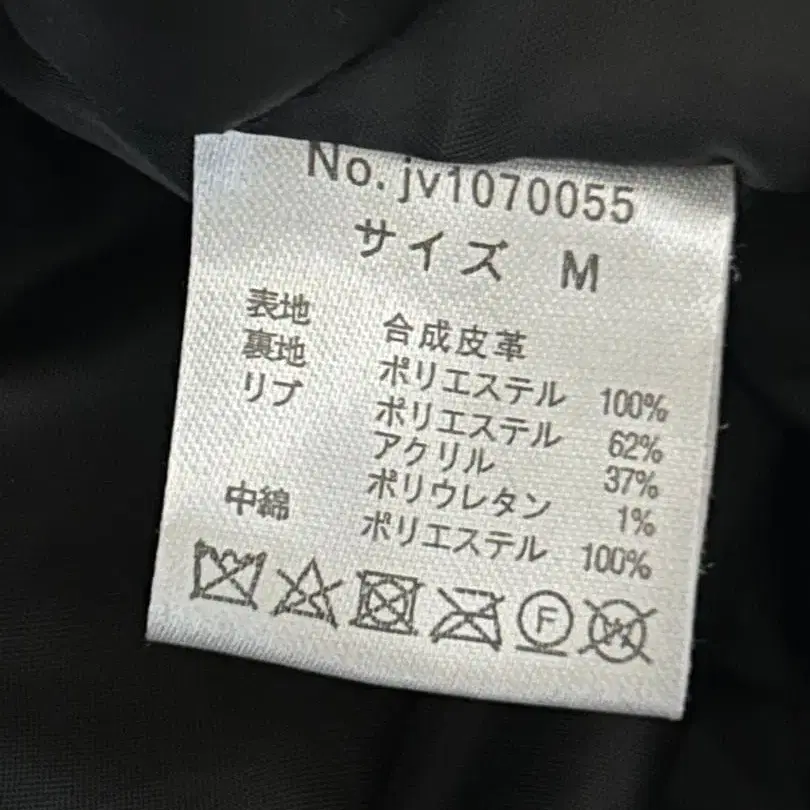 No. jv1070055
サイズ M
表地 合成皮革
裏地 ポリエステル 100%
リブ ポリエステル 62%
アクリル 37%
ポリウレタン 1%
中綿 ポリエステル 100%
F W